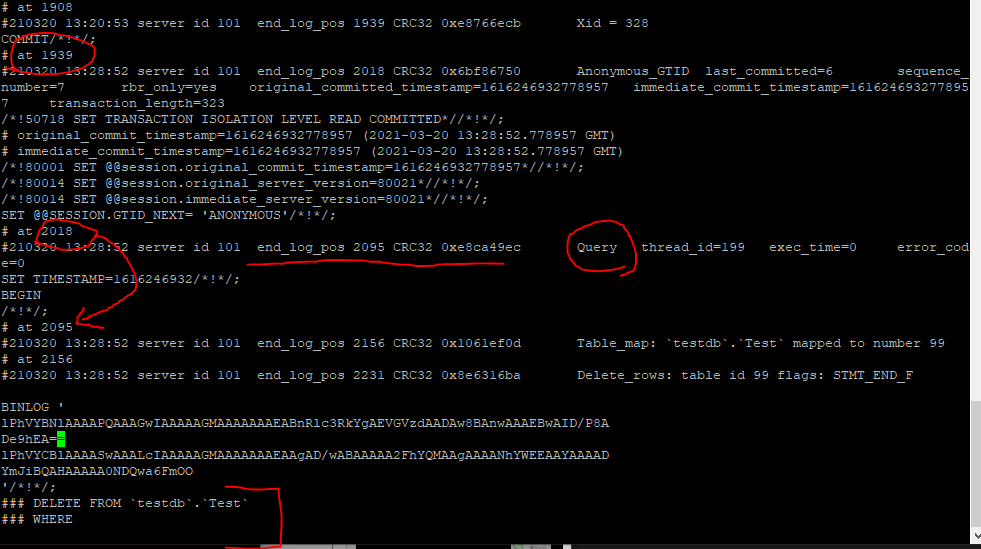 # at 1908
#210320 13:20:53 server id 101  end_log_pos 1939 CRC32 0xe8766ecb       Xid = 328
COMMIT/*!*/;
# at 1939
#210320 13:28:52 server id 101  end_log_pos 2018 CRC32 0x6bf86750       Anonymous_GTID  last_committed=6        sequence_
number=7       rbr_only=yes    original_committed_timestamp=1616246932778957   immediate_commit_timestamp=161624693277895
7     transaction_length=323
/*!50718 SET TRANSACTION ISOLATION LEVEL READ COMMITTED*//*!*/;
# original_commit_timestamp=1616246932778957 (2021-03-20 13:28:52.778957 GMT)
# immediate_commit_timestamp=1616246932778957 (2021-03-20 13:28:52.778957 GMT)
/*!80001 SET @@session.original_commit_timestamp=1616246932778957*//*!*/;
/*!80014 SET @@session.original_server_version=80021*//*!*/;
/*!80014 SET @@session.immediate_server_version=80021*//*!*/;
SET @@SESSION.GTID_NEXT= 'ANONYMOUS'/*!*/;
# at 2018
#210320 13:28:52 server id 101  end_log_pos 2095 CRC32 0xe8ca49ec       Query   thread_id=199   exec_time=0     error_cod
e=0
SET TIMESTAMP=1616246932/*!*/;
BEGIN
/*!*/;
# at 2095
#210320 13:28:52 server id 101  end_log_pos 2156 CRC32 0x1061ef0d       Table_map: `testdb`.`Test` mapped to number 99
# at 2156
#210320 13:28:52 server id 101  end_log_pos 2231 CRC32 0x8e6316ba       Delete_rows: table id 99 flags: STMT_END_F
BINLOG '
lPhVYBNlAAAAPQAAAGwIAAAAAGMAAAAAAAEABnRlc3RkYgAEVGVzdAADAw8BAnwAAAEBwAID/P8A
De9hEA==
lPhVYCBlAAAASwAAALcIAAAAAGMAAAAAAAEAAgAD/wABAAAAA2FhYQMAAgAAAANhYWEEAAYAAAAD
YmJiBQAHAAAAA0NDQwa6FmOO
'/*!*/;
### DELETE FROM `testdb`.`Test`
### WHERE